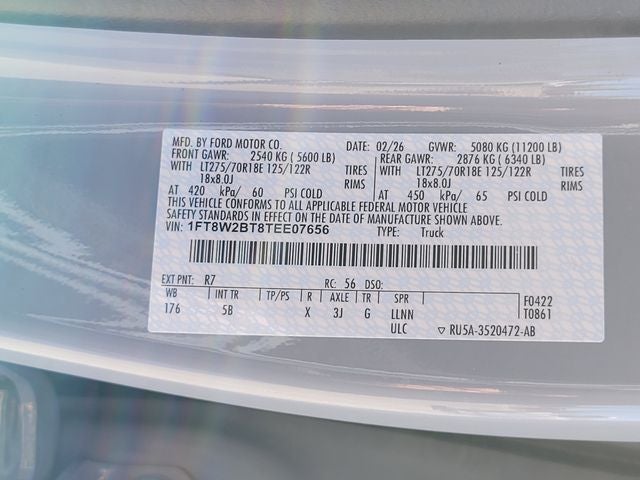 MFD. BY FORD MOTOR CO. DATE: 02/26 GVWR: 5080 KG (11200 LB)
FRONT GAWR: 2540 KG ( 5600 LB) REAR GAWR: 2876 KG ( 6340 LB)
WITH LT275/70R18E 125/122R TIRES WITH LT275/70R18E 125/122R TIRES
18x8.0J RIMS 18x8.0J RIMS
AT 420 kPa/ 60 PSI COLD AT 450 kPa/ 65 PSI COLD
THIS VEHICLE CONFORMS TO ALL APPLICABLE FEDERAL MOTOR VEHICLE
SAFETY STANDARDS IN EFFECT ON THE DATE OF MANUFACTURE SHOWN ABOVE.
VIN: 1FT8W2BT8TEE07656 TYPE: Truck
EXT PNT: R7 RC: 56 DSO:
WB INT TR TP/PS R AXLE TR SPR F0422
176 5B X 3J G LLNN T0861
ULC ▽ RU5A-3520472-AB